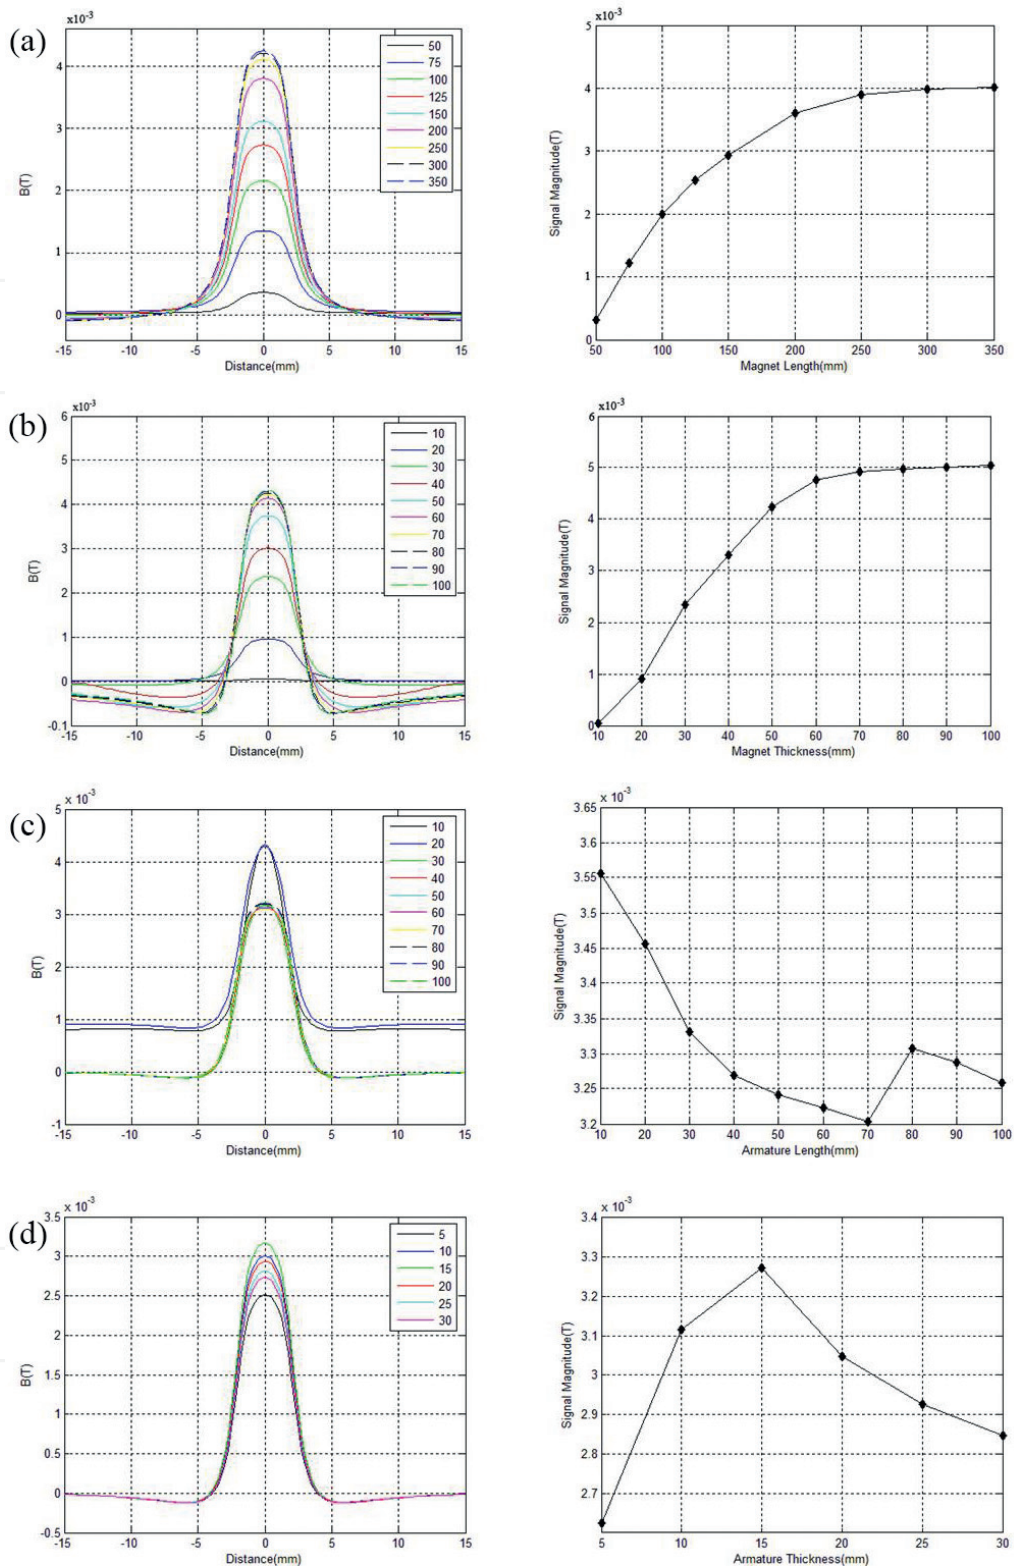 (a)
x10⁻³
4
3
2
1
0
B(T)
-15 -10 -5 0 5 10 15
Distance(mm)
50
75
100
125
150
200
250
300
350
x10⁻³
5
4
3
2
1
0
Signal Magnitude(T)
50 100 150 200 250 300 350
Magnet Length(mm)
(b)
x10⁻³
6
5
4
3
2
1
0
-0.1
B(T)
-15 -10 -5 0 5 10 15
Distance(mm)
10
20
30
40
50
60
70
80
90
100
x10⁻³
6
5
4
3
2
1
0
Signal Magnitude(T)
10 20 30 40 50 60 70 80 90 100
Magnet Thickness(mm)
(c)
x 10⁻³
5
4
3
2
1
0
-1
B(T)
-15 -10 -5 0 5 10 15
Distance(mm)
10
20
30
40
50
60
70
80
90
100
x 10⁻³
3.65
3.6
3.55
3.5
3.45
3.4
3.35
3.3
3.25
3.2
Signal Magnitude(T)
10 20 30 40 50 60 70 80 90 100
Armature Length(mm)
(d)
x 10⁻³
3.5
3
2.5
2
1.5
1
0.5
0
-0.5
B(T)
-15 -10 -5 0 5 10 15
Distance(mm)
5
10
15
20
25
30
x 10⁻³
3.4
3.3
3.2
3.1
3
2.9
2.8
2.7
Signal Magnitude(T)
5 10 15 20 25 30
Armature Thickness(mm)